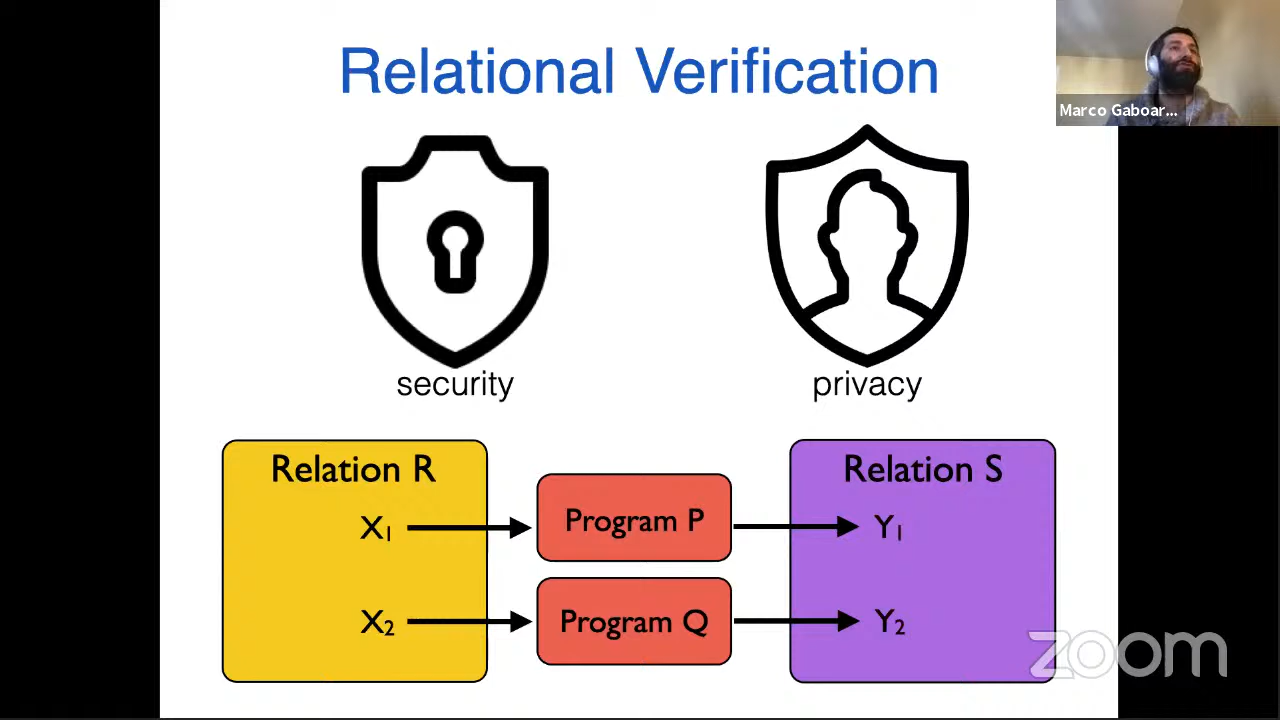 Relational Verification
Marco Gaboar...
security
privacy
Relation R
Relation S
X1
Program P
Y1
X2
Program Q
Y2
zoom